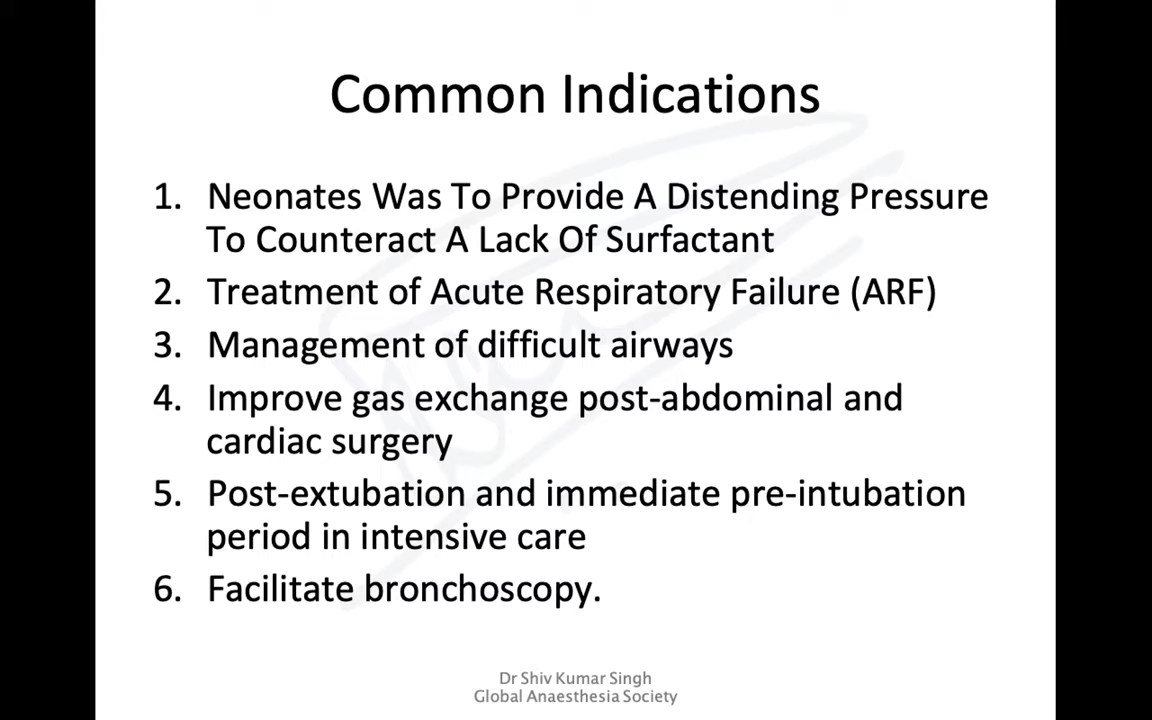 Common Indications
1. Neonates Was To Provide A Distending Pressure
To Counteract A Lack Of Surfactant
2. Treatment of Acute Respiratory Failure (ARF)
3. Management of difficult airways
4. Improve gas exchange post-abdominal and
cardiac surgery
5. Post-extubation and immediate pre-intubation
period in intensive care
6. Facilitate bronchoscopy.
Dr Shiv Kumar Singh
Global Anaesthesia Society